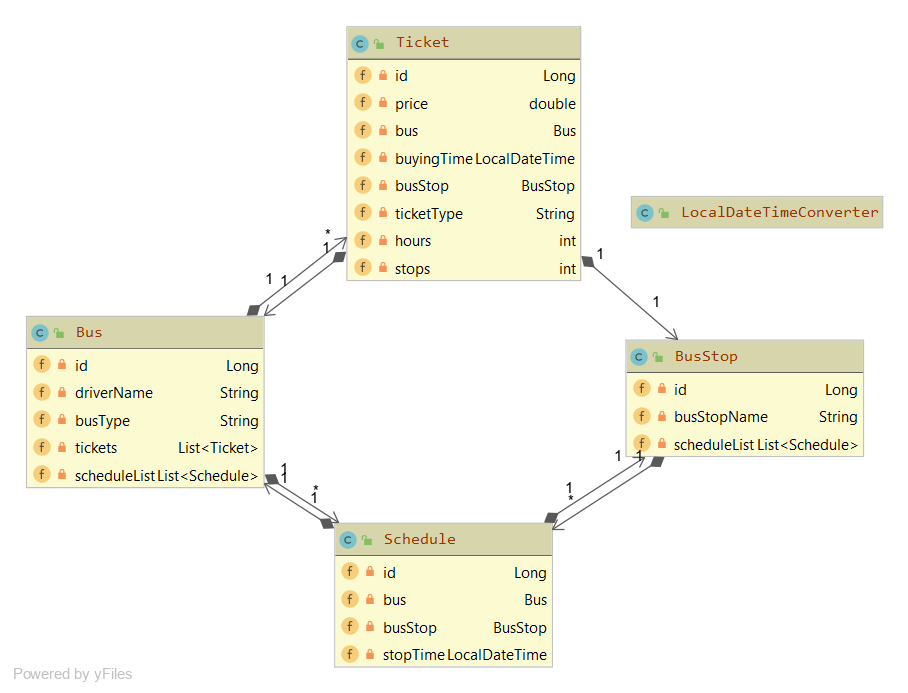 Ticket
id Long
price double
bus Bus
buyingTime LocalDateTime
busStop BusStop
ticketType String
hours int
stops int
LocalDateTimeConverter
* 
1
1 1
1
1
Bus
id Long
driverName String
busType String
tickets List<Ticket>
scheduleList List<Schedule>
BusStop
id Long
busStopName String
scheduleList List<Schedule>
1
1
*
1
1 1
1
*
Schedule
id Long
bus Bus
busStop BusStop
stopTime LocalDateTime
Powered by yFiles